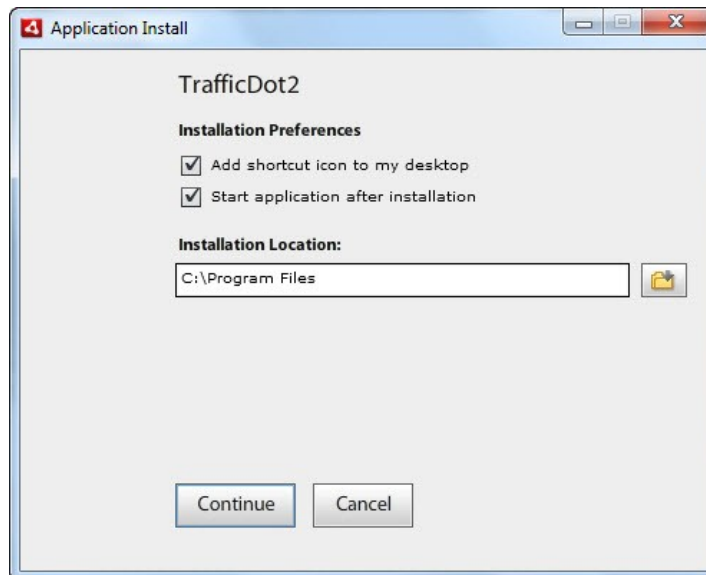 Application Install
TrafficDot2
Installation Preferences
Add shortcut icon to my desktop
Start application after installation
Installation Location:
C:\Program Files
Continue
Cancel